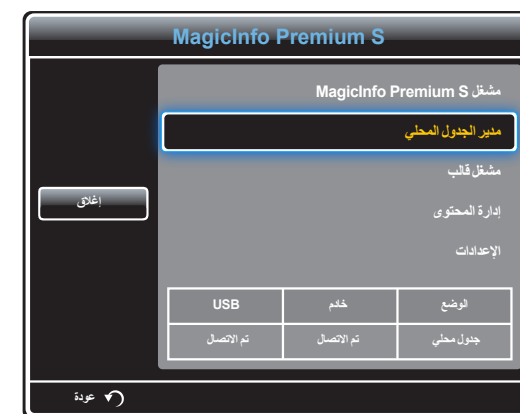 MagicInfo Premium S
مشغل MagicInfo Premium S
مدير الجدول المحلي
مشغل قالب
إدارة المحتوى
الإعدادات
إغلاق
الوضع خادم USB
جدول محلي تم الاتصال تم الاتصال
عودة